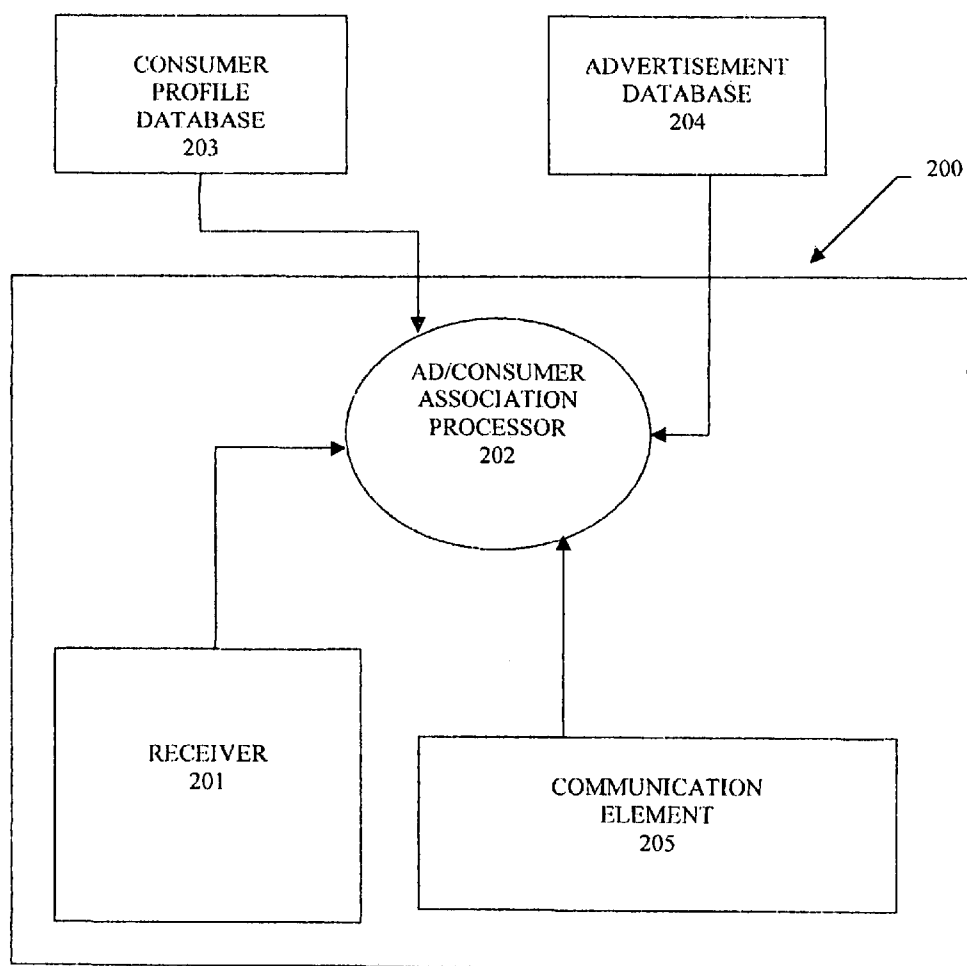 CONSUMER
PROFILE
DATABASE
203
ADVERTISEMENT
DATABASE
204
200
AD/CONSUMER
ASSOCIATION
PROCESSOR
202
RECEIVER
201
COMMUNICATION
ELEMENT
205